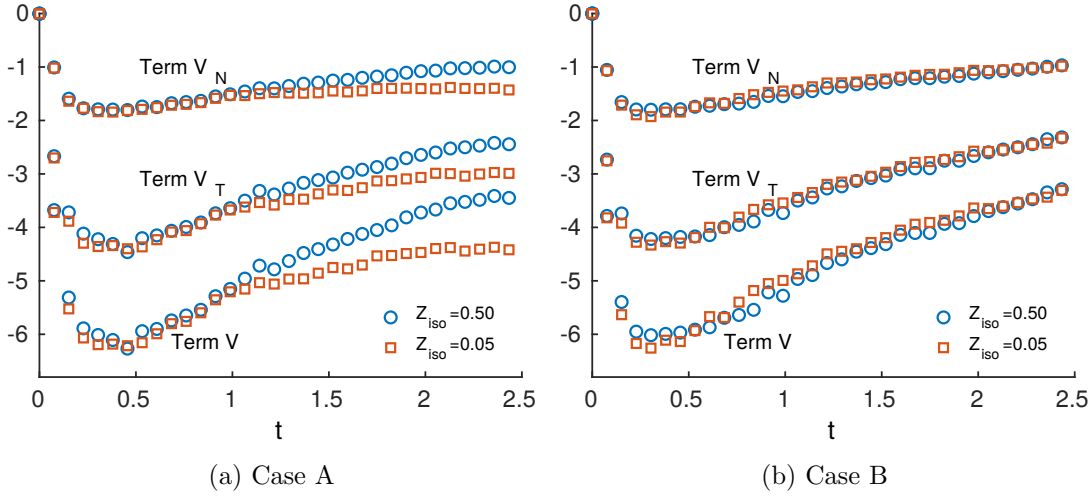 0
-1
-2
-3
-4
-5
-6
Term V N
Term V T
Term V
Z iso =0.50
Z iso =0.05
0 0.5 1 1.5 2 2.5
t
(a) Case A
0
-1
-2
-3
-4
-5
-6
Term V N
Term V T
Term V
Z iso =0.50
Z iso =0.05
0 0.5 1 1.5 2 2.5
t
(b) Case B